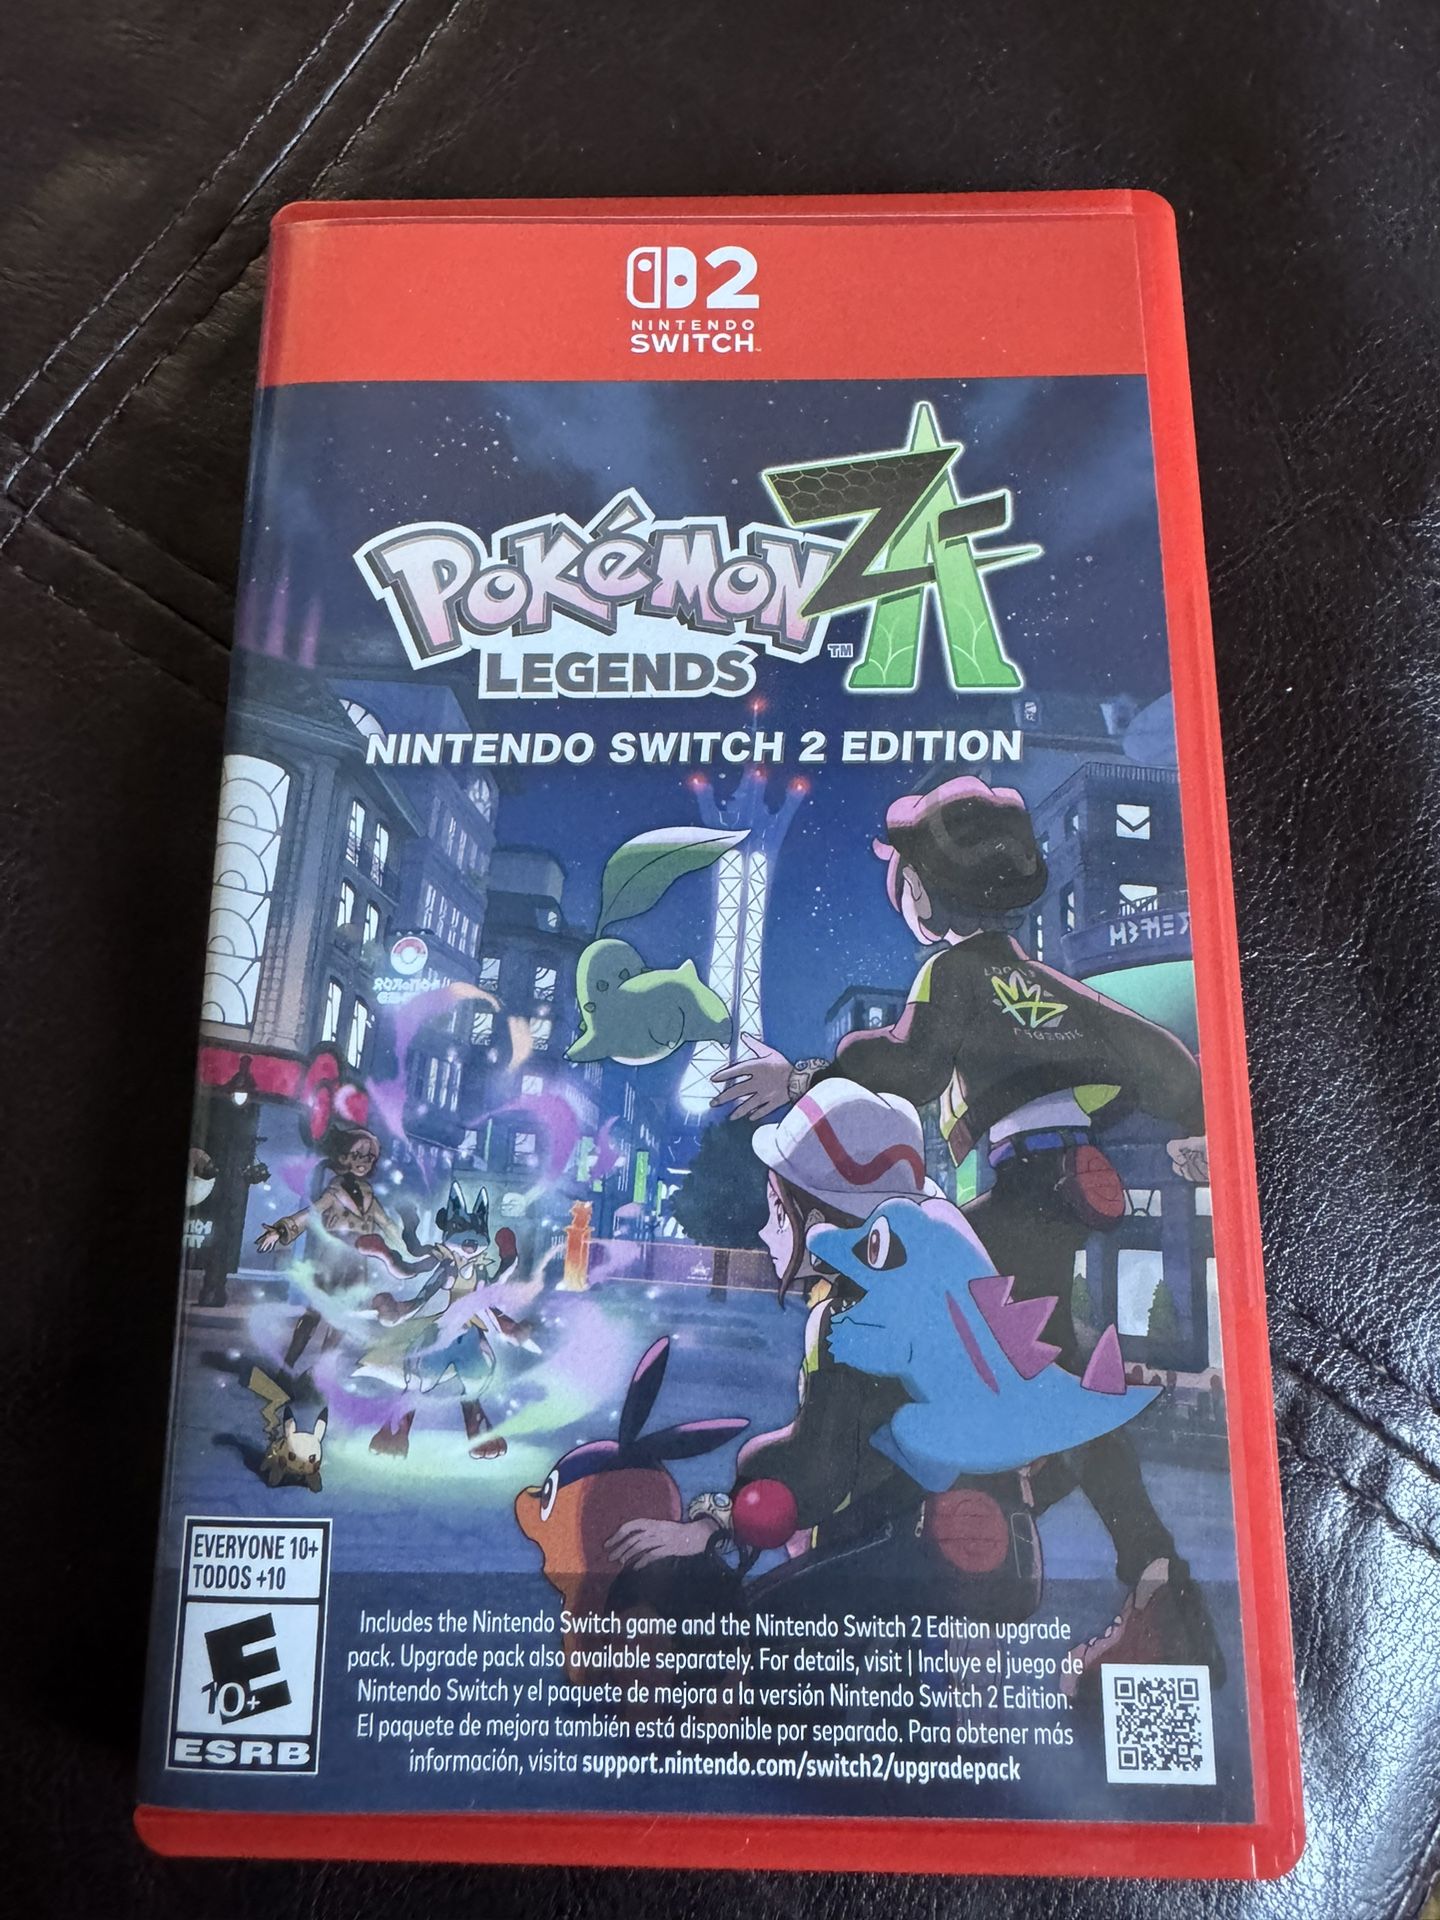 2
NINTENDO
SWITCH™
POKéMON
ZA
LEGENDS™
NINTENDO SWITCH 2 EDITION
EVERYONE 10+
TODOS +10
E
10+
ESRB
Includes the Nintendo Switch game and the Nintendo Switch 2 Edition upgrade
pack. Upgrade pack also available separately. For details, visit | Incluye el juego de
Nintendo Switch y el paquete de mejora a la versión Nintendo Switch 2 Edition.
El paquete de mejora también está disponible por separado. Para obtener más
información, visita support.nintendo.com/switch2/upgradepack